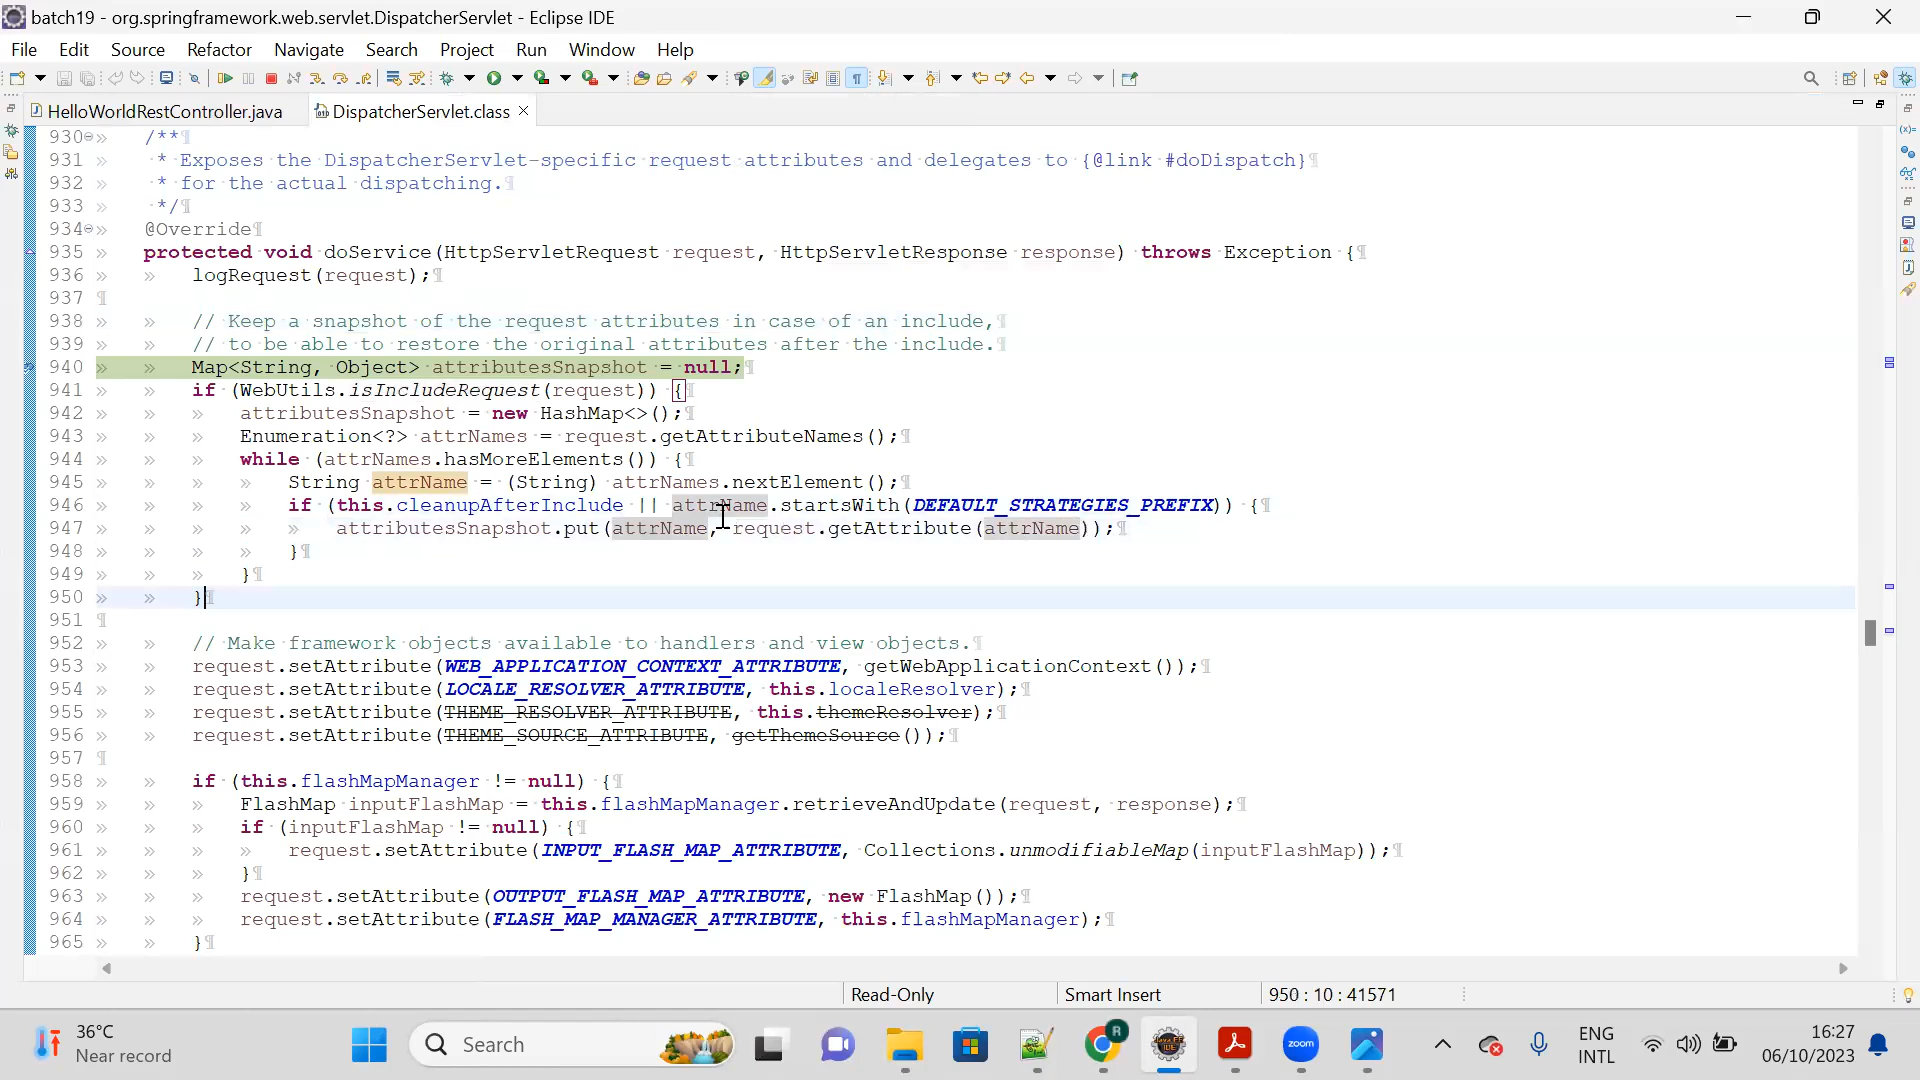 batch19 - org.springframework.web.servlet.DispatcherServlet - Eclipse IDE
File Edit Source Refactor Navigate Search Project Run Window Help
HelloWorldRestController.java DispatcherServlet.class
930 /**
931 * Exposes the DispatcherServlet-specific request attributes and delegates to {@link #doDispatch}
932 * for the actual dispatching.
933 */
934 @Override
935 protected void doService(HttpServletRequest request, HttpServletResponse response) throws Exception {
936 logRequest(request);
937
938 // Keep a snapshot of the request attributes in case of an include,
939 // to be able to restore the original attributes after the include.
940 Map<String, Object> attributesSnapshot = null;
941 if (WebUtils.isIncludeRequest(request)) {
942 attributesSnapshot = new HashMap<>();
943 Enumeration<?> attrNames = request.getAttributeNames();
944 while (attrNames.hasMoreElements()) {
945 String attrName = (String) attrNames.nextElement();
946 if (this.cleanupAfterInclude || attrName.startsWith(DEFAULT_STRATEGIES_PREFIX)) {
947 attributesSnapshot.put(attrName, request.getAttribute(attrName));
948 }
949 }
950 }
951
952 // Make framework objects available to handlers and view objects.
953 request.setAttribute(WEB_APPLICATION_CONTEXT_ATTRIBUTE, getWebApplicationContext());
954 request.setAttribute(LOCALE_RESOLVER_ATTRIBUTE, this.localeResolver);
955 request.setAttribute(THEME_RESOLVER_ATTRIBUTE, this.themeResolver);
956 request.setAttribute(THEME_SOURCE_ATTRIBUTE, getThemeSource());
957
958 if (this.flashMapManager != null) {
959 FlashMap inputFlashMap = this.flashMapManager.retrieveAndUpdate(request, response);
960 if (inputFlashMap != null) {
961 request.setAttribute(INPUT_FLASH_MAP_ATTRIBUTE, Collections.unmodifiableMap(inputFlashMap));
962 }
963 request.setAttribute(OUTPUT_FLASH_MAP_ATTRIBUTE, new FlashMap());
964 request.setAttribute(FLASH_MAP_MANAGER_ATTRIBUTE, this.flashMapManager);
965 }
Read-Only Smart Insert 950 : 10 : 41571
36°C
Near record
Search
R
zoom
ENG
INTL
16:27
06/10/2023